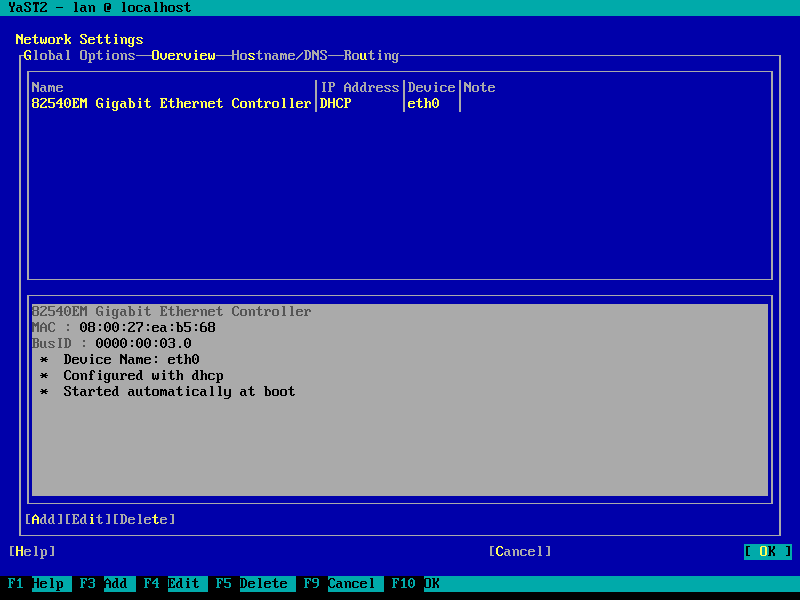 YaST2 - lan @ localhost
Network Settings
Global Options Overview Hostname/DNS Routing
Name IP Address Device Note
82540EM Gigabit Ethernet Controller DHCP eth0
82540EM Gigabit Ethernet Controller
MAC : 08:00:27:ea:b5:68
BusID : 0000:00:03.0
* Device Name: eth0
* Configured with dhcp
* Started automatically at boot
[Add][Edit][Delete]
[Help] [Cancel] [ OK ]
F1 Help F3 Add F4 Edit F5 Delete F9 Cancel F10 OK